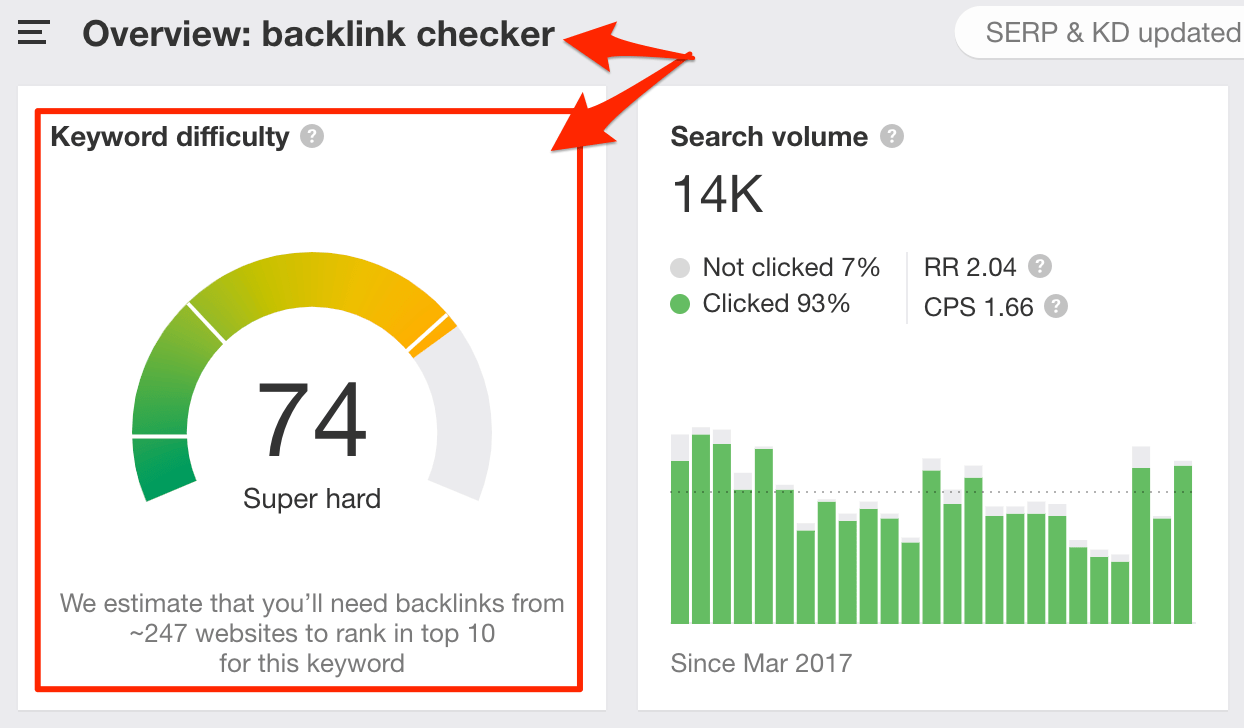 Overview: backlink checker
SERP & KD updated
Keyword difficulty ?
74
Super hard
We estimate that you’ll need backlinks from
~247 websites to rank in top 10
for this keyword
Search volume ?
14K
Not clicked 7%
Clicked 93%
RR 2.04 ?
CPS 1.66 ?
Since Mar 2017